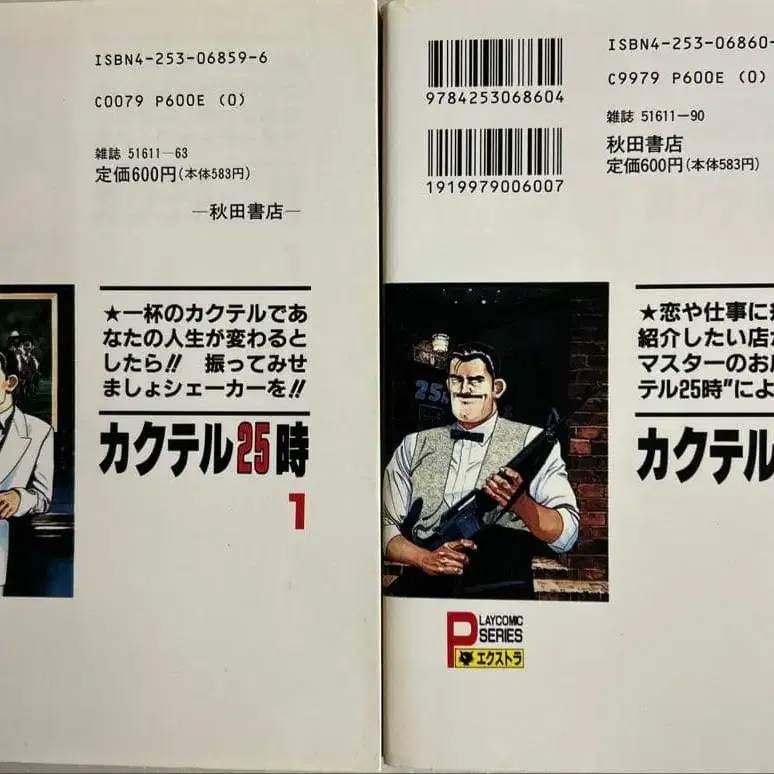 ISBN4-253-06859-6
C0079 P600E (0)
雑誌 51611-63
定価600円(本体583円)
—秋田書店—
★一杯のカクテルであ
なたの人生が変わると
したら!! 振ってみせ
ましょシェーカーを!!
カクテル25時
1
9784253068604
1919979006007
ISBN4-253-06860-
C9979 P600E (0)
雑誌 51611-90
秋田書店
定価600円(本体583円)
25
★恋や仕事に
紹介したい店
マスターのお
テル25時"によ
カクテル
PLAYCOMIC
SERIES
エクストラ